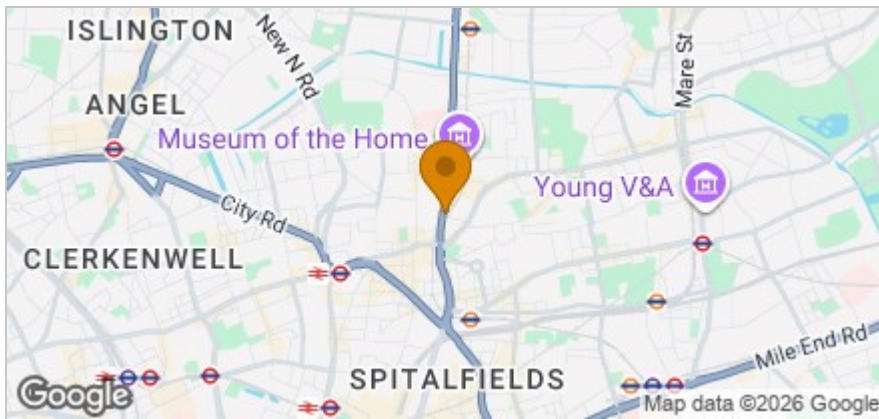 ISLINGTON
New N Rd
Mare St
ANGEL
Museum of the Home
Young V&A
City Rd
CLERKENWELL
Mile End Rd
SPITALFIELDS
Google
Map data ©2026 Google